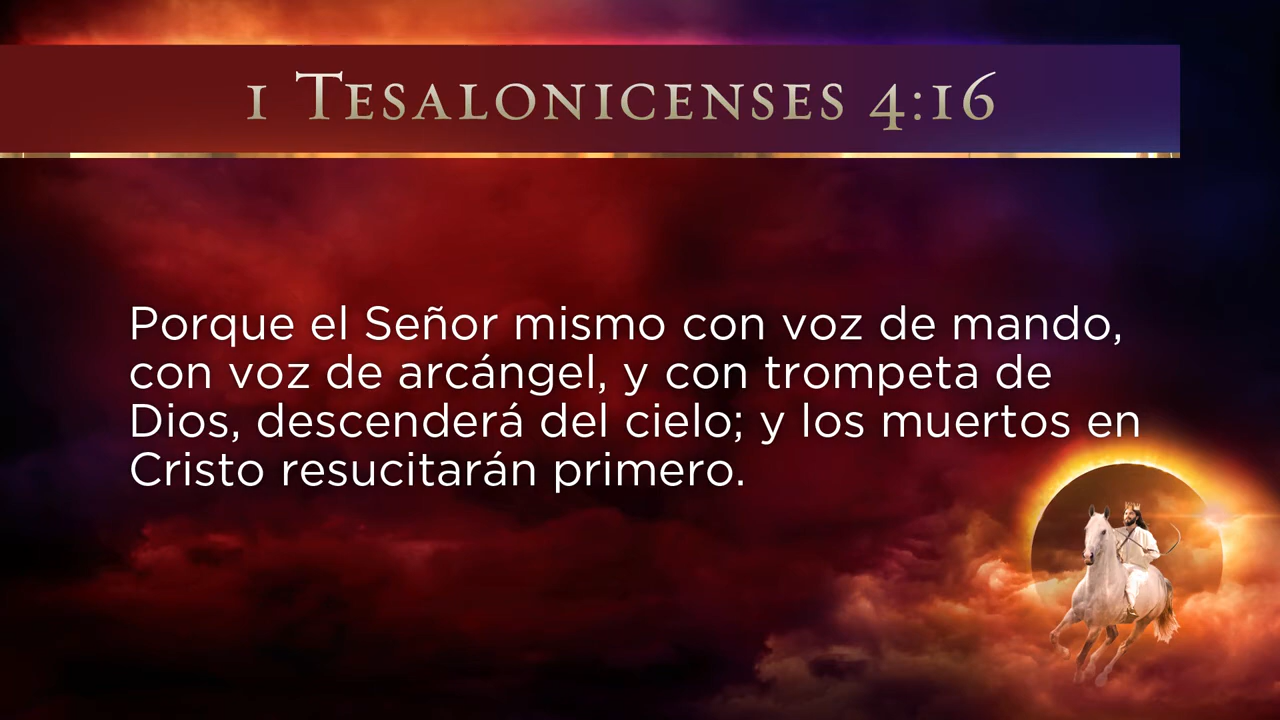 1 Tesalonicenses 4:16
Porque el Señor mismo con voz de mando,
con voz de arcángel, y con trompeta de
Dios, descenderá del cielo; y los muertos en
Cristo resucitarán primero.